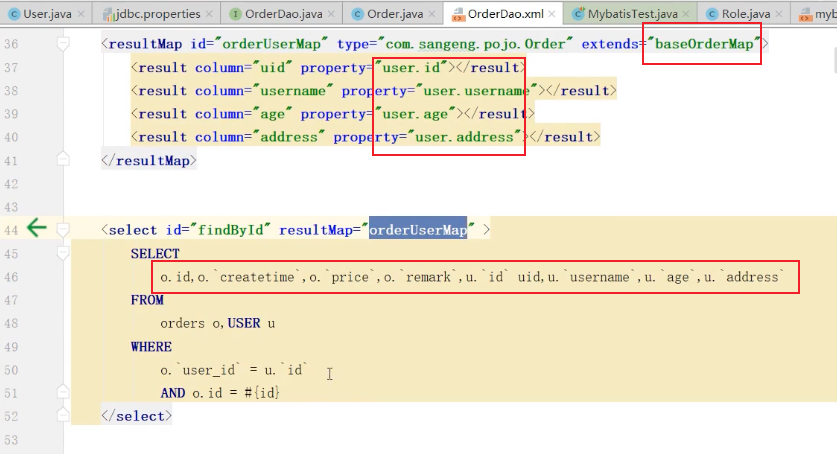 User.java jdbc.properties OrderDao.java Order.java OrderDao.xml MybatisTest.java Role.java myb
36 <resultMap id="orderUserMap" type="com.sangeng.pojo.Order" extends="baseOrderMap">
37 <result column="uid" property="user.id"></result>
38 <result column="username" property="user.username"></result>
39 <result column="age" property="user.age"></result>
40 <result column="address" property="user.address"></result>
41 </resultMap>
42
43
44 <select id="findById" resultMap="orderUserMap" >
45 SELECT
46 o.id,o.`createtime`,o.`price`,o.`remark`,u.`id` uid,u.`username`,u.`age`,u.`address`
47 FROM
48 orders o,USER u
49 WHERE
50 o.`user_id` = u.`id`
51 AND o.id = #{id}
52 </select>
53